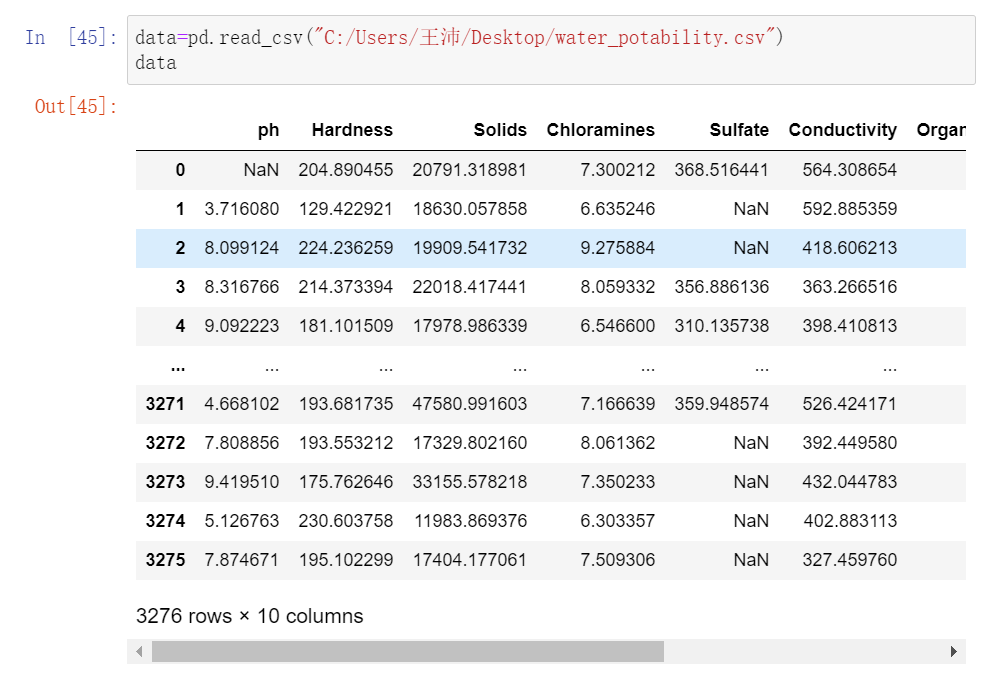 In [45]: data=pd.read_csv("C:/Users/王沛/Desktop/water_potability.csv")
data
Out[45]:
ph Hardness Solids Chloramines Sulfate Conductivity Organ
0 NaN 204.890455 20791.318981 7.300212 368.516441 564.308654
1 3.716080 129.422921 18630.057858 6.635246 NaN 592.885359
2 8.099124 224.236259 19909.541732 9.275884 NaN 418.606213
3 8.316766 214.373394 22018.417441 8.059332 356.886136 363.266516
4 9.092223 181.101509 17978.986339 6.546600 310.135738 398.410813
... ... ... ... ... ... ...
3271 4.668102 193.681735 47580.991603 7.166639 359.948574 526.424171
3272 7.808856 193.553212 17329.802160 8.061362 NaN 392.449580
3273 9.419510 175.762646 33155.578218 7.350233 NaN 432.044783
3274 5.126763 230.603758 11983.869376 6.303357 NaN 402.883113
3275 7.874671 195.102299 17404.177061 7.509306 NaN 327.459760
3276 rows × 10 columns